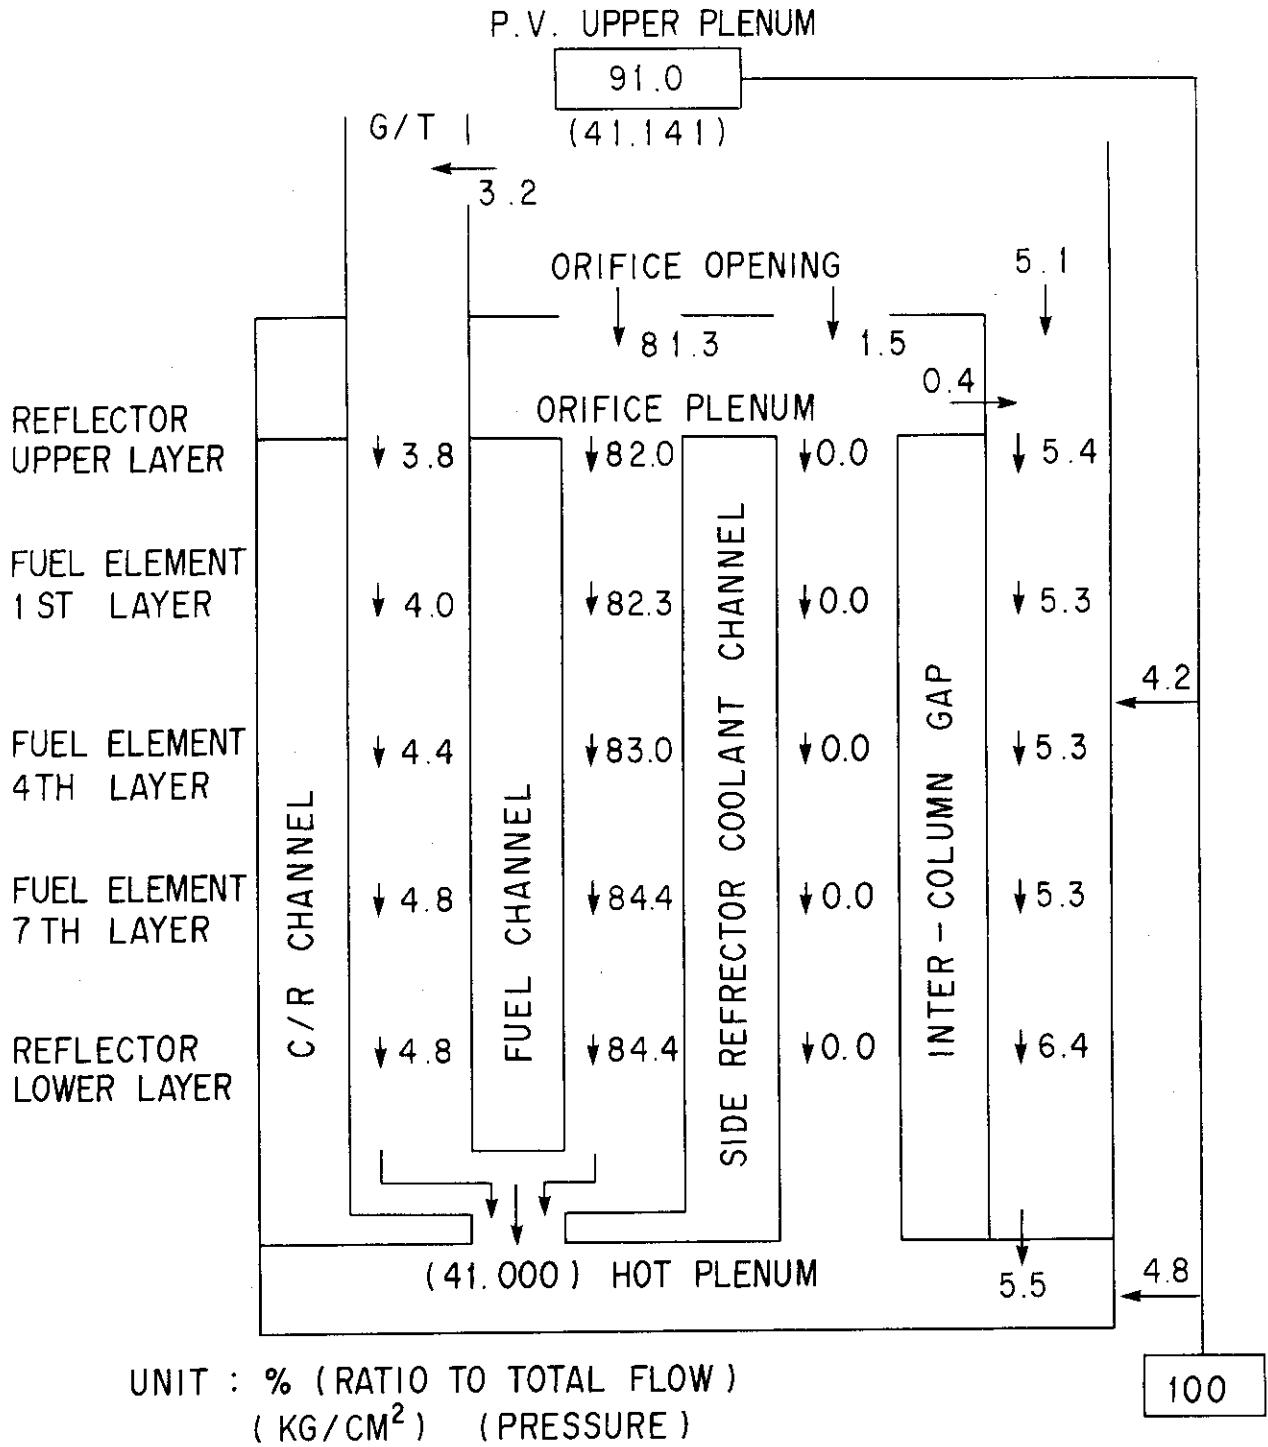 P.V. UPPER PLENUM
91.0
(41.141)
G/T
3.2
ORIFICE OPENING
5.1
81.3
1.5
0.4
ORIFICE PLENUM
REFLECTOR
UPPER LAYER
3.8
82.0
0.0
5.4
FUEL ELEMENT
1ST LAYER
4.0
82.3
0.0
5.3
4.2
FUEL ELEMENT
4TH LAYER
4.4
83.0
0.0
5.3
FUEL ELEMENT
7TH LAYER
4.8
84.4
0.0
5.3
REFLECTOR
LOWER LAYER
4.8
84.4
0.0
6.4
C/R CHANNEL
FUEL CHANNEL
SIDE REFRECTOR COOLANT CHANNEL
INTER-COLUMN GAP
(41.000) HOT PLENUM
5.5
4.8
100
UNIT : % (RATIO TO TOTAL FLOW)
(KG/CM²) (PRESSURE)